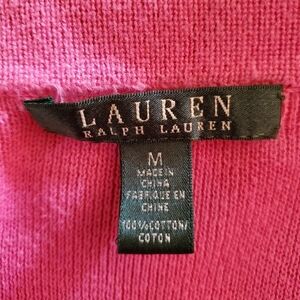 LAUREN
RALPH LAUREN
M
MADE IN
CHINA
FABRIQUE EN
CHINE
100% COTTON/
COTON